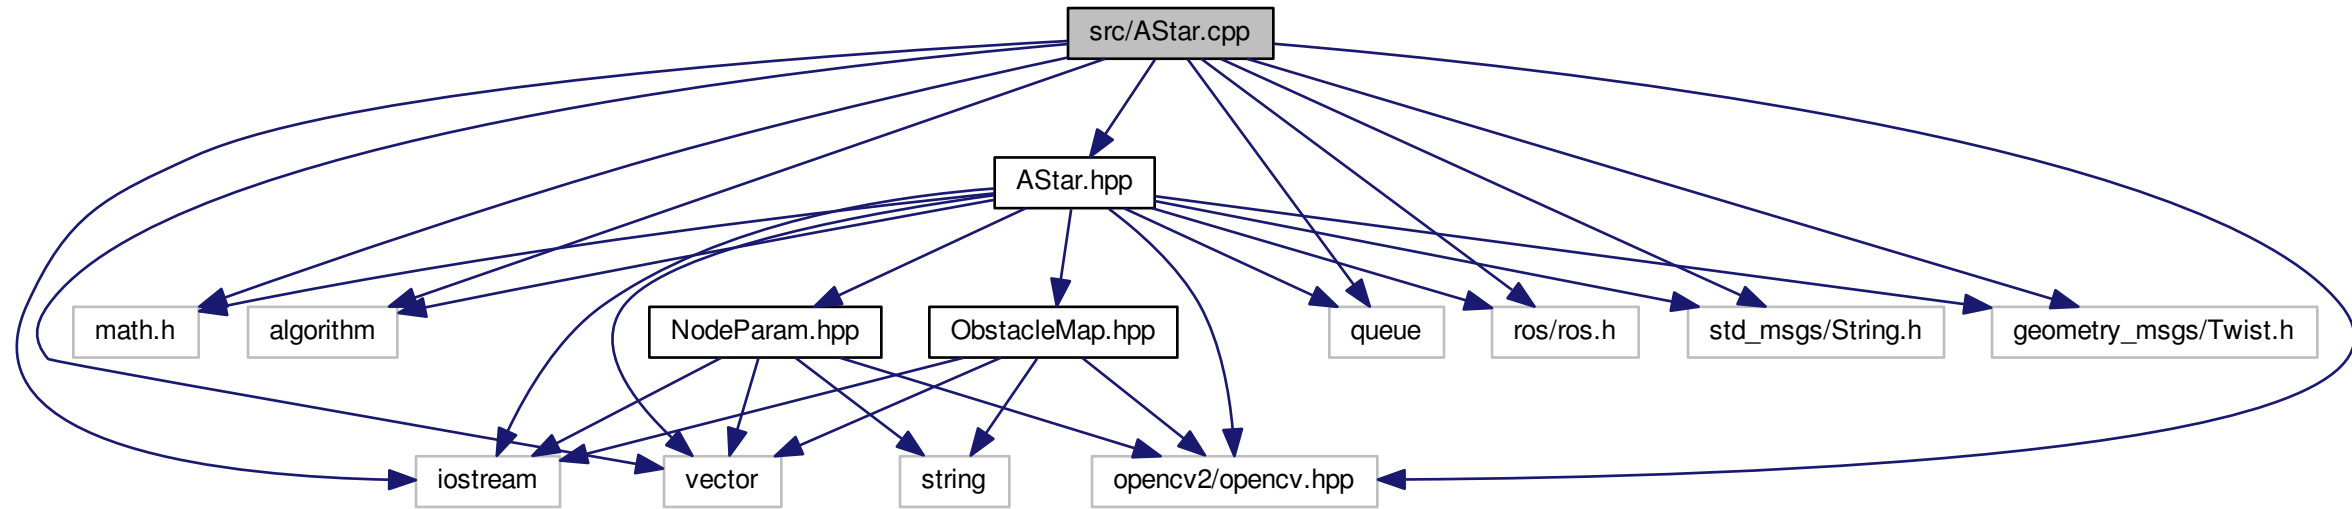 src/AStar.cpp
AStar.hpp
math.h
algorithm
NodeParam.hpp
ObstacleMap.hpp
queue
ros/ros.h
std_msgs/String.h
geometry_msgs/Twist.h
iostream
vector
string
opencv2/opencv.hpp